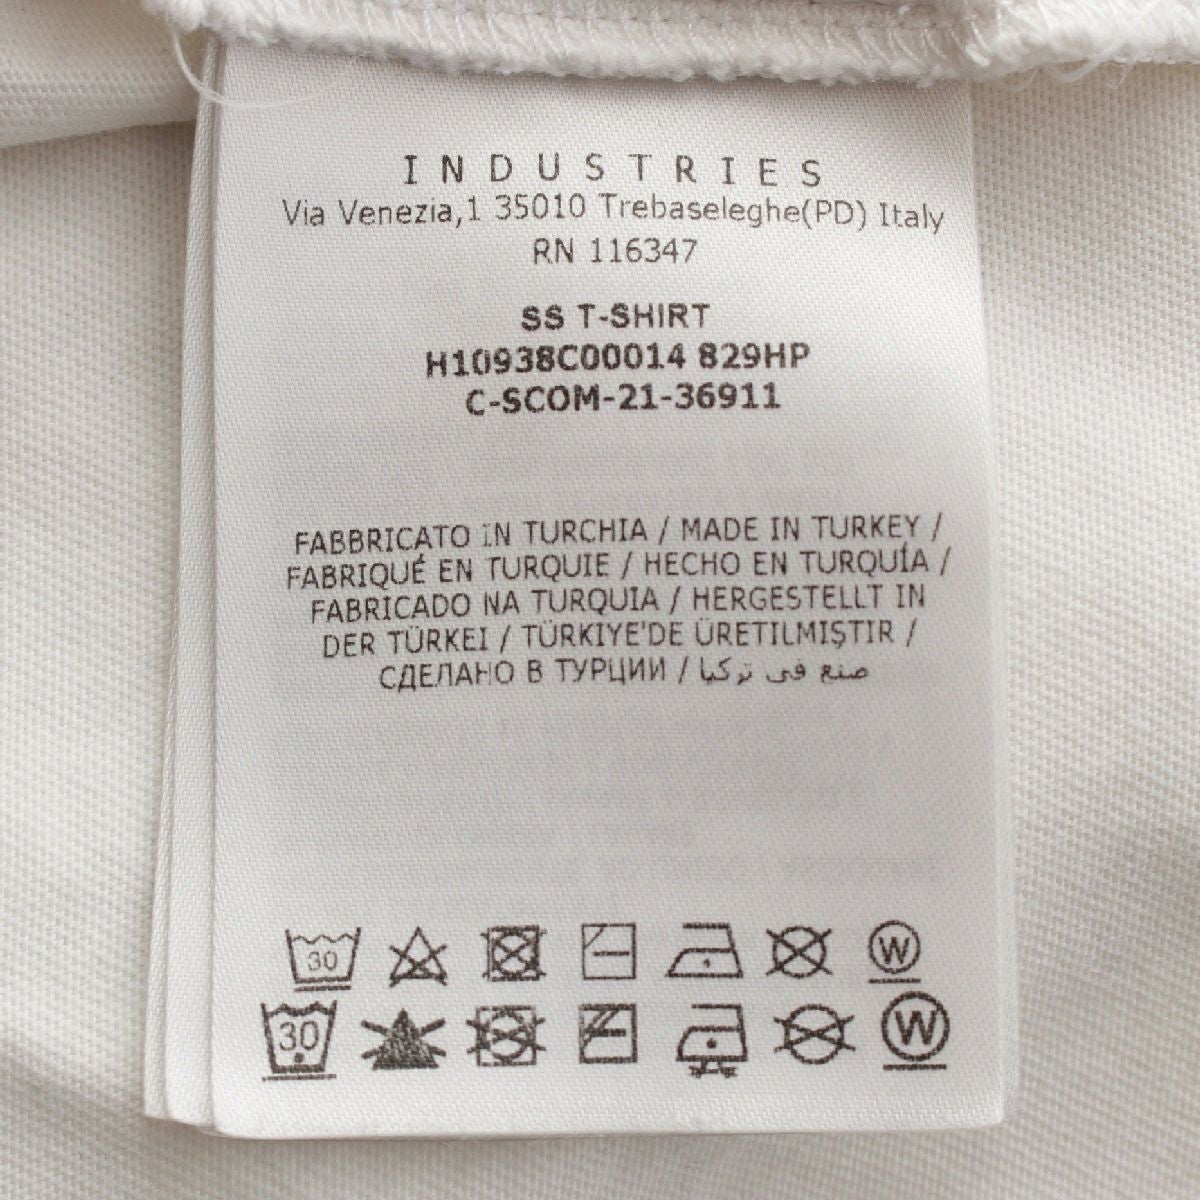 INDUSTRIES
Via Venezia,1 35010 Trebaseleghe(PD) Italy
RN 116347
SS T-SHIRT
H10938C00014 829HP
C-SCOM-21-36911
FABBRICATO IN TURCHIA / MADE IN TURKEY /
FABRIQUÉ EN TURQUIE / HECHO EN TURQUÍA /
FABRICADO NA TURQUIA / HERGESTELLT IN
DER TÜRKEI / TÜRKIYE'DE ÜRETILMIŞTIR /
СДЕЛАНО В ТУРЦИИ / صنع في تركيا
30 W
30 W